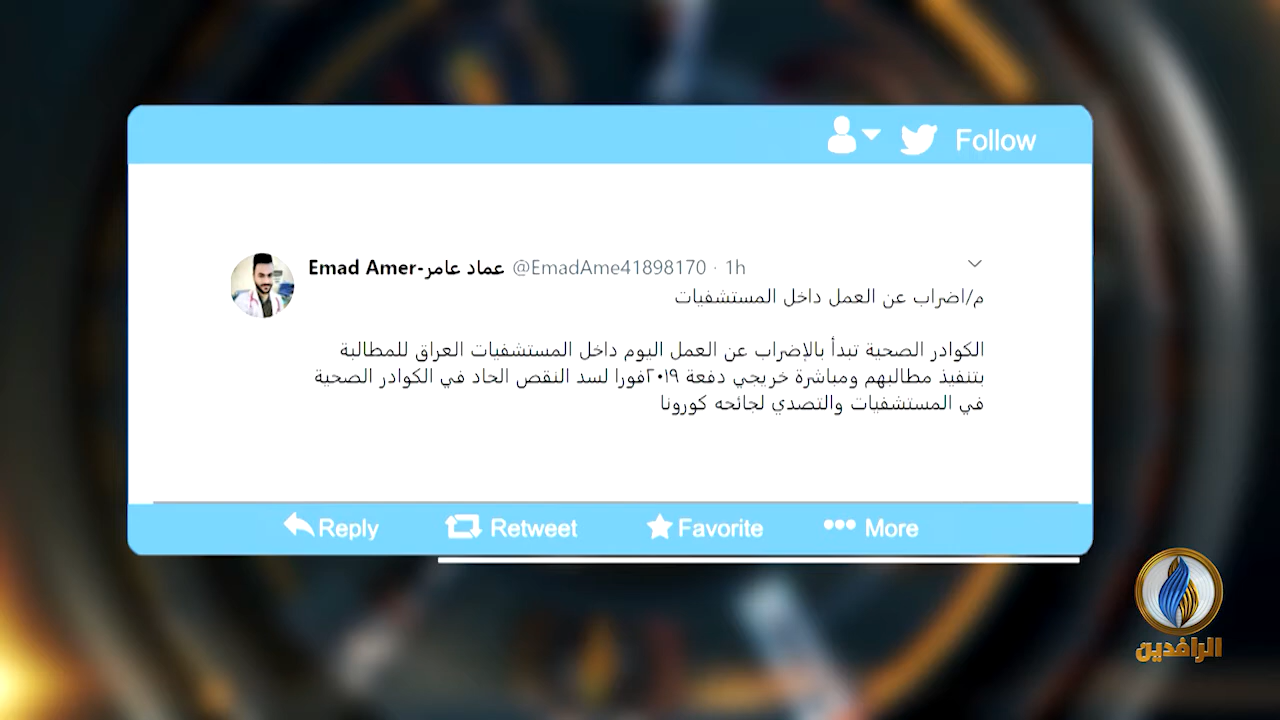 Follow
Emad Amer-عماد عامر @EmadAme41898170 · 1h
م/اضراب عن العمل داخل المستشفيات
الكوادر الصحية تبدأ بالإضراب عن العمل اليوم داخل المستشفيات العراق للمطالبة
بتنفيذ مطالبهم ومباشرة خريجي دفعة ٢٠١٩فورا لسد النقص الحاد في الكوادر الصحية
في المستشفيات والتصدي لجائحه كورونا
Reply Retweet Favorite More
الرافدين